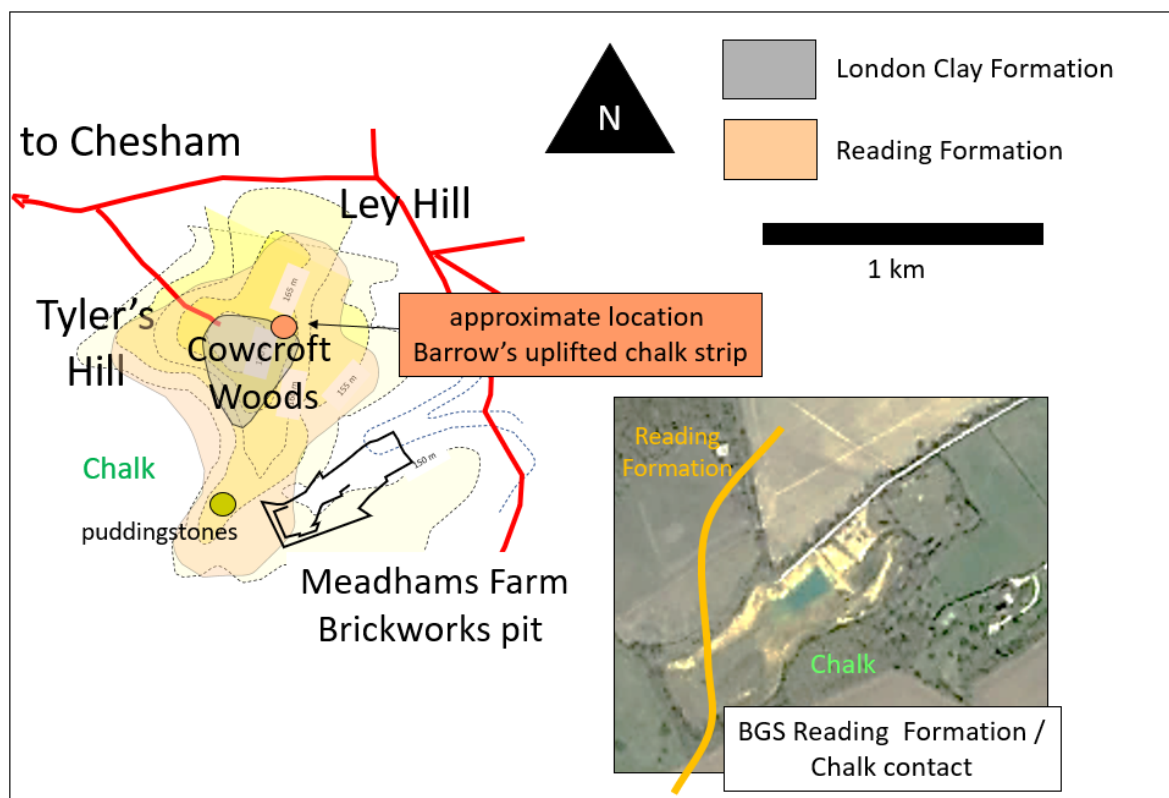 London Clay Formation
N
Reading Formation
to Chesham
Ley Hill
1 km
165 m
Tyler's
Hill
approximate location
Barrow's uplifted chalk strip
Cowcroft
Woods
155 m
Reading
Formation
150 m
Chalk
puddingstones
Meadhams Farm
Brickworks pit
Chalk
BGS Reading Formation /
Chalk contact